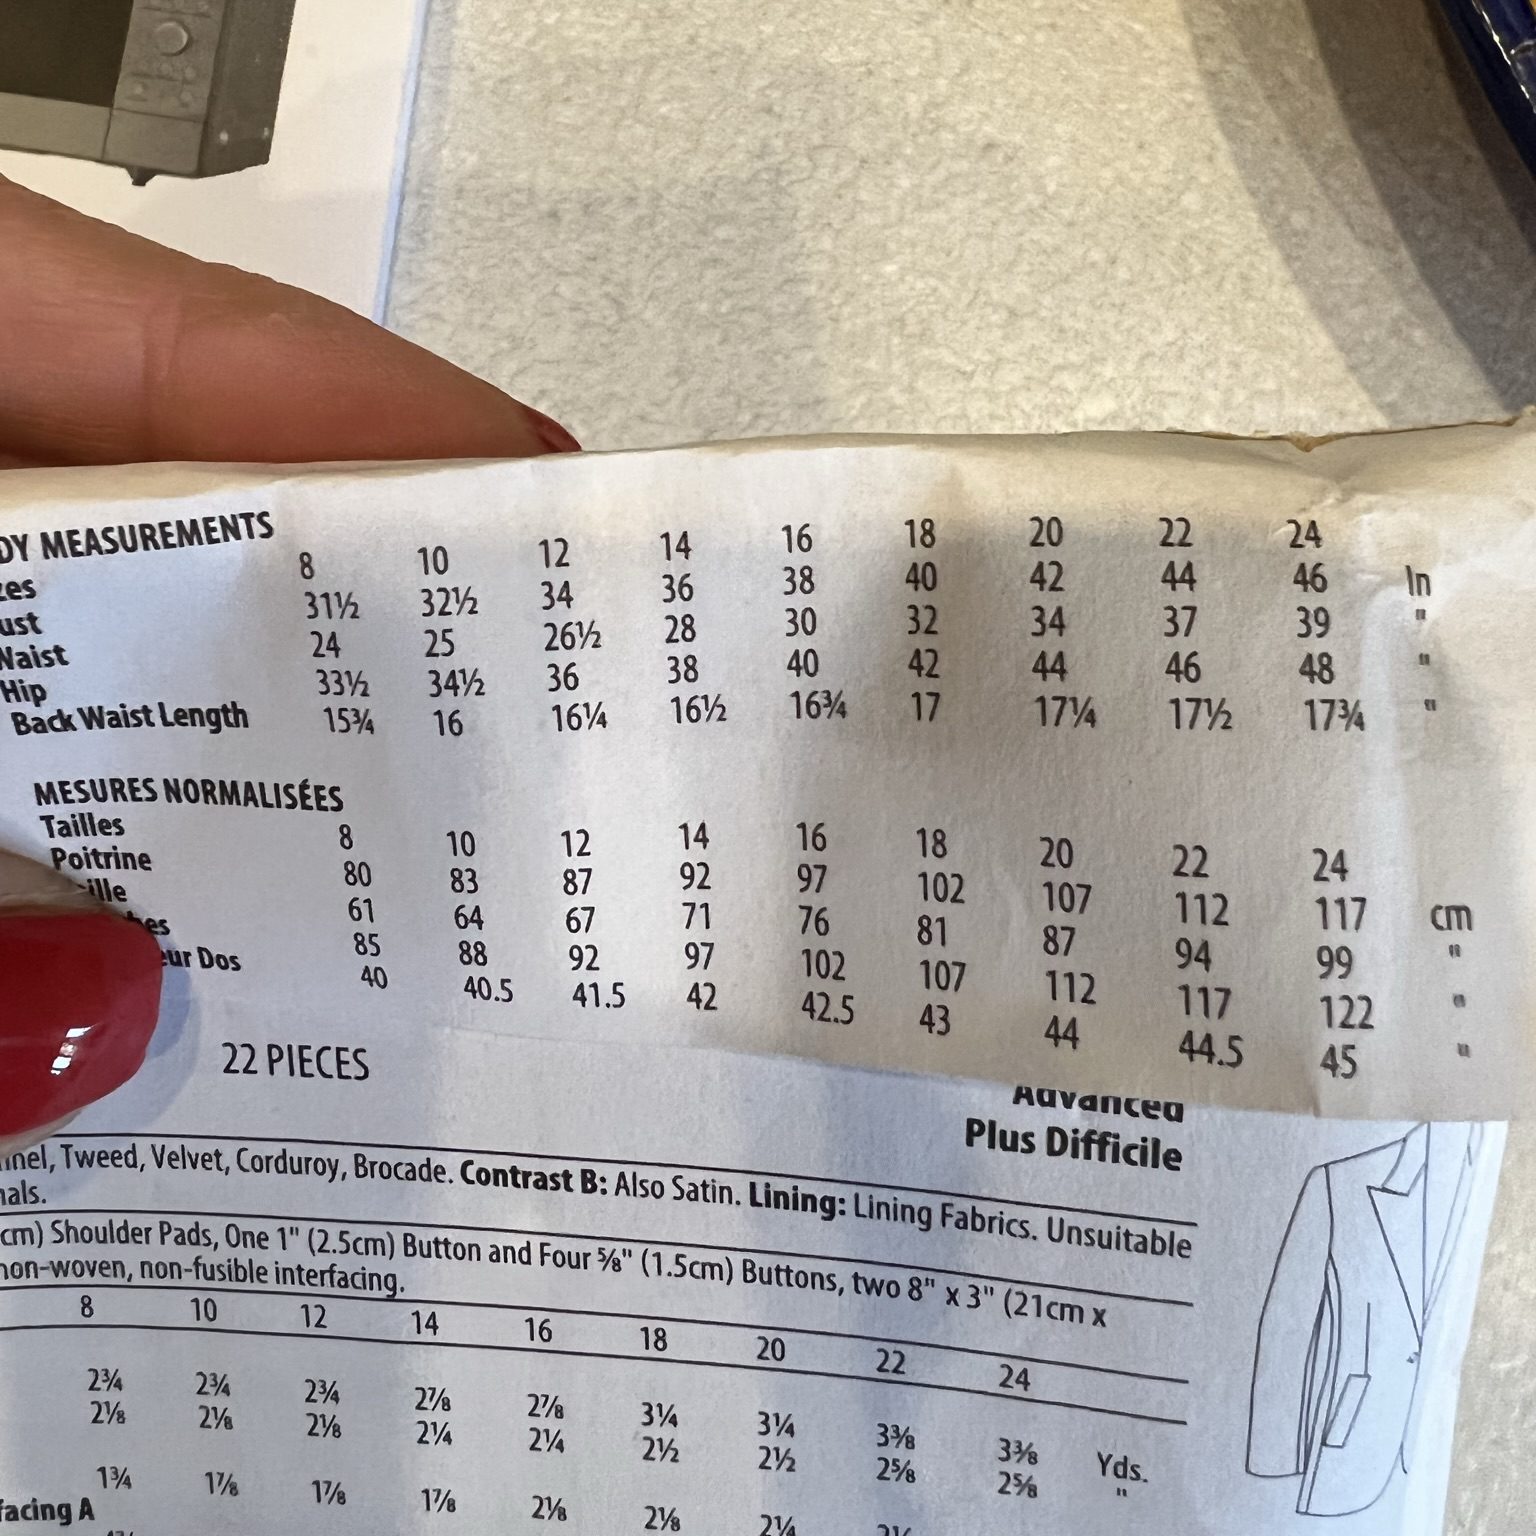 MEASUREMENTS
8 10 12 14 16 18 20 22 24
31½ 32½ 34 36 38 40 42 44 46 In
Waist 24 25 26½ 28 30 32 34 37 39 "
Hip 33½ 34½ 36 38 40 42 44 46 48 "
Back Waist Length 15¾ 16 16¼ 16½ 16¾ 17 17¼ 17½ 17¾ "
MESURES NORMALISÉES
Tailles 8 10 12 14 16 18 20 22 24
Poitrine 80 83 87 92 97 102 107 112 117 cm
61 64 67 71 76 81 87 94 99 "
85 88 92 97 102 107 112 117 122 "
Dos 40 40.5 41.5 42 42.5 43 44 44.5 45 "
22 PIECES
Advanced
Plus Difficile
Tweed, Velvet, Corduroy, Brocade. Contrast B: Also Satin. Lining: Lining Fabrics. Unsuitable
cm) Shoulder Pads, One 1" (2.5cm) Button and Four ⅝" (1.5cm) Buttons, two 8" x 3" (21cm x
non-woven, non-fusible interfacing.
8 10 12 14 16 18 20 22 24
2¾ 2¾ 2¾ 2⅞ 2⅞ 3¼ 3¼ 3⅜ 3⅜ Yds.
2⅛ 2⅛ 2⅛ 2¼ 2¼ 2½ 2½ 2⅝ 2⅝ "
1¾ 1⅞ 1⅞ 1⅞ 2⅛ 2⅛ 2¼
A